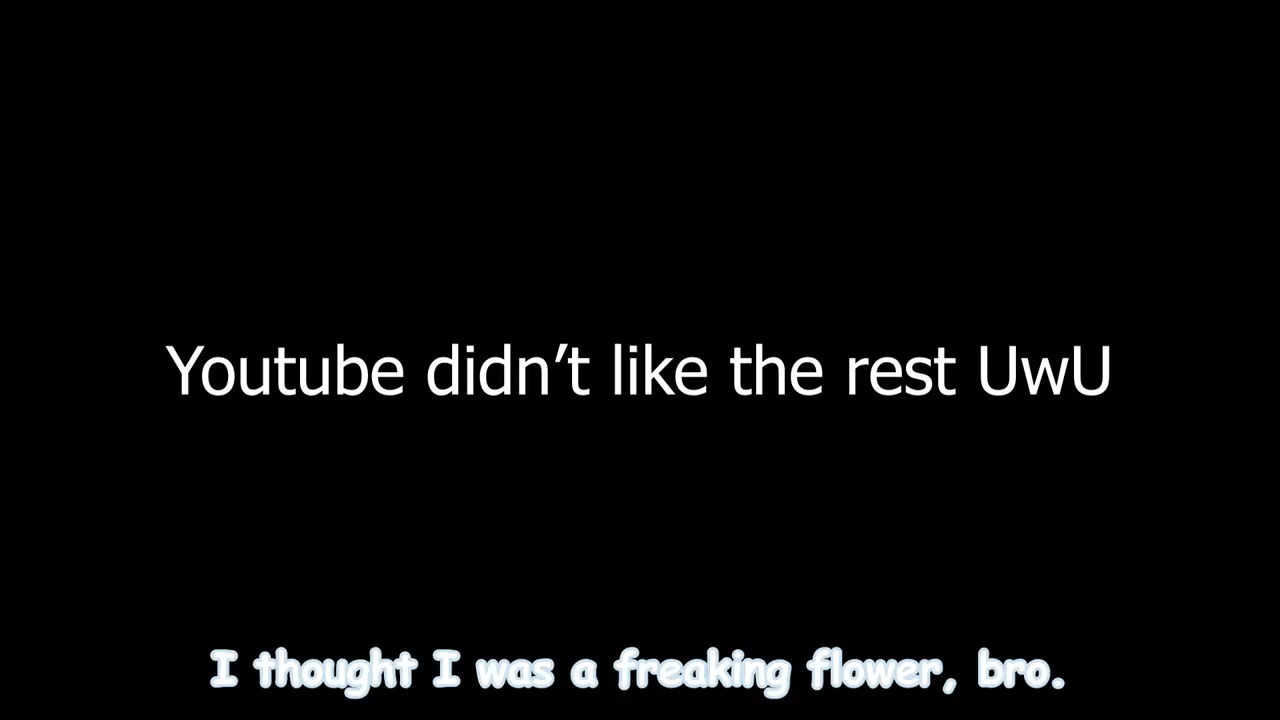 Youtube didn’t like the rest UwU
I thought I was a freaking flower, bro.